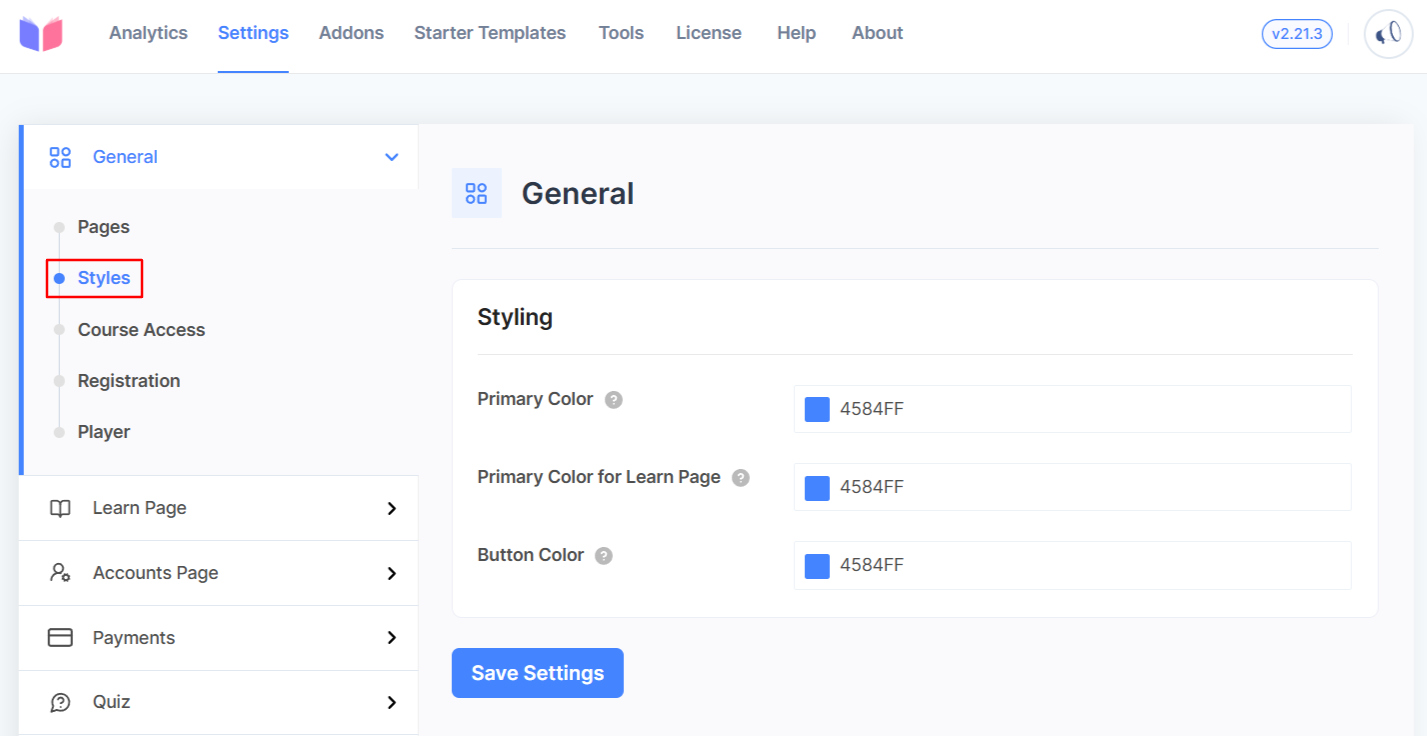 Analytics Settings Addons Starter Templates Tools License Help About v2.21.3
General
Pages
Styles
Course Access
Registration
Player
Learn Page
Accounts Page
Payments
Quiz
General
Styling
Primary Color ? 4584FF
Primary Color for Learn Page ? 4584FF
Button Color ? 4584FF
Save Settings